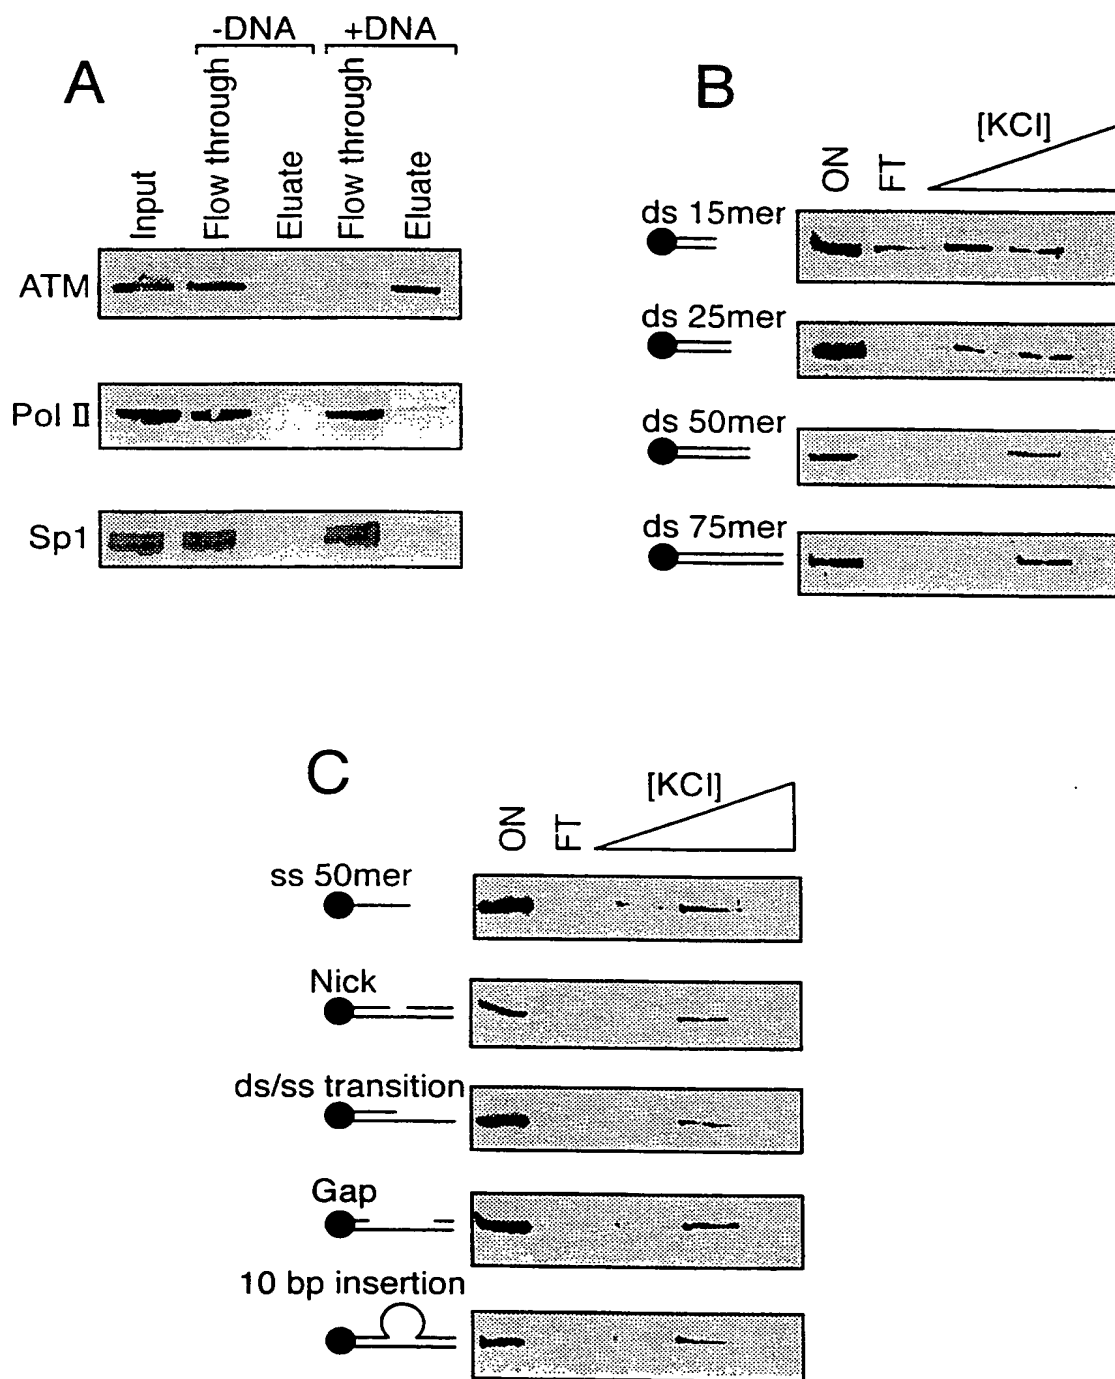 A
-DNA
+DNA
Input
Flow through
Eluate
Flow through
Eluate
ATM
Pol II
Sp1
B
ON
FT
[KCl]
ds 15mer
ds 25mer
ds 50mer
ds 75mer
C
ON
FT
[KCl]
ss 50mer
Nick
ds/ss transition
Gap
10 bp insertion